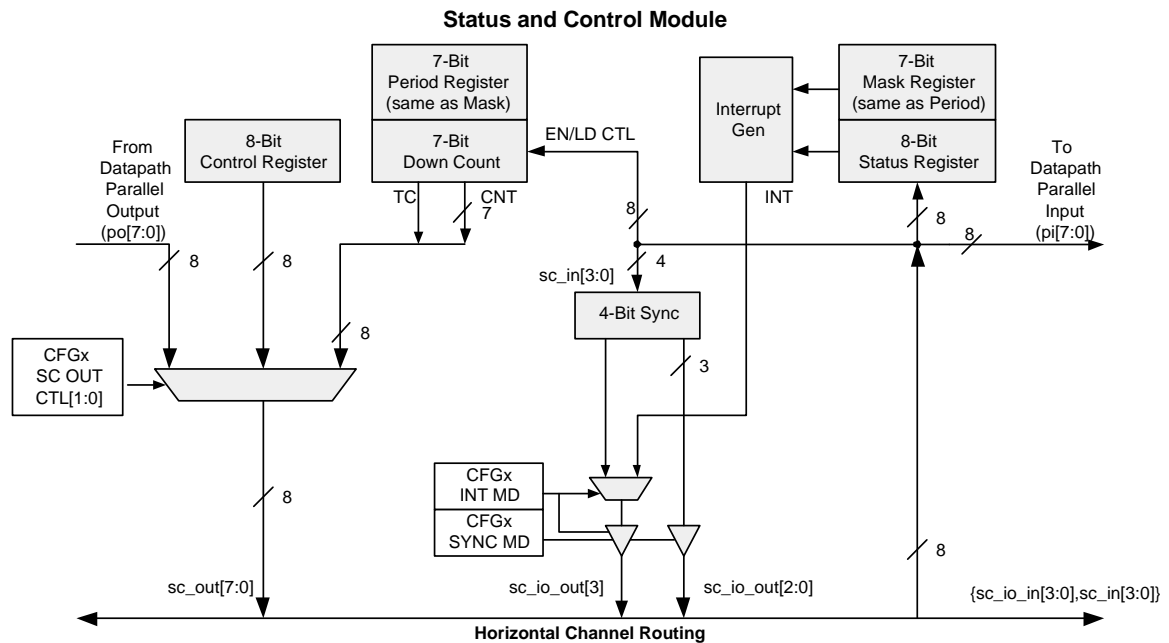 Status and Control Module
7-Bit
Period Register
(same as Mask)
7-Bit
Down Count
8-Bit
Control Register
From
Datapath
Parallel
Output
(po[7:0])
TC
CNT
7
EN/LD CTL
Interrupt
Gen
INT
7-Bit
Mask Register
(same as Period)
8-Bit
Status Register
To
Datapath
Parallel
Input
(pi[7:0])
8
8
8
8
8
8
4
sc_in[3:0]
4-Bit Sync
3
CFGx
SC OUT
CTL[1:0]
8
CFGx
INT MD
CFGx
SYNC MD
8
sc_out[7:0]
sc_io_out[3]
sc_io_out[2:0]
{sc_io_in[3:0],sc_in[3:0]}
Horizontal Channel Routing